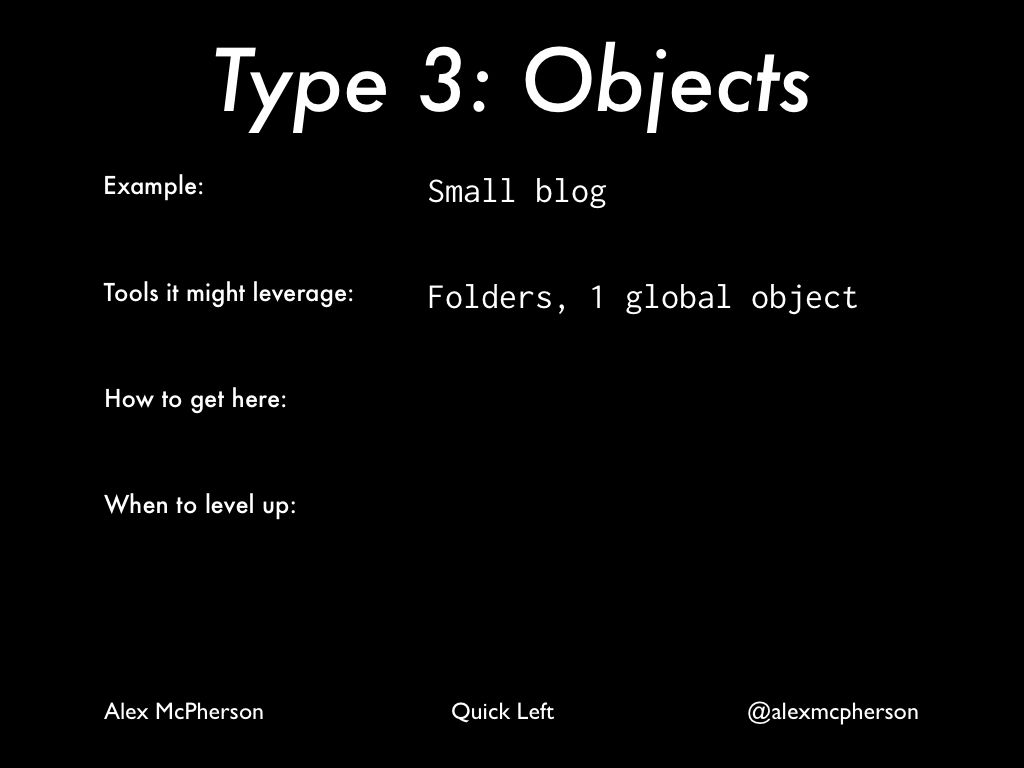 Type 3: Objects
Example: Small blog
Tools it might leverage: Folders, 1 global object
How to get here:
When to level up:
Alex McPherson Quick Left @alexmcpherson